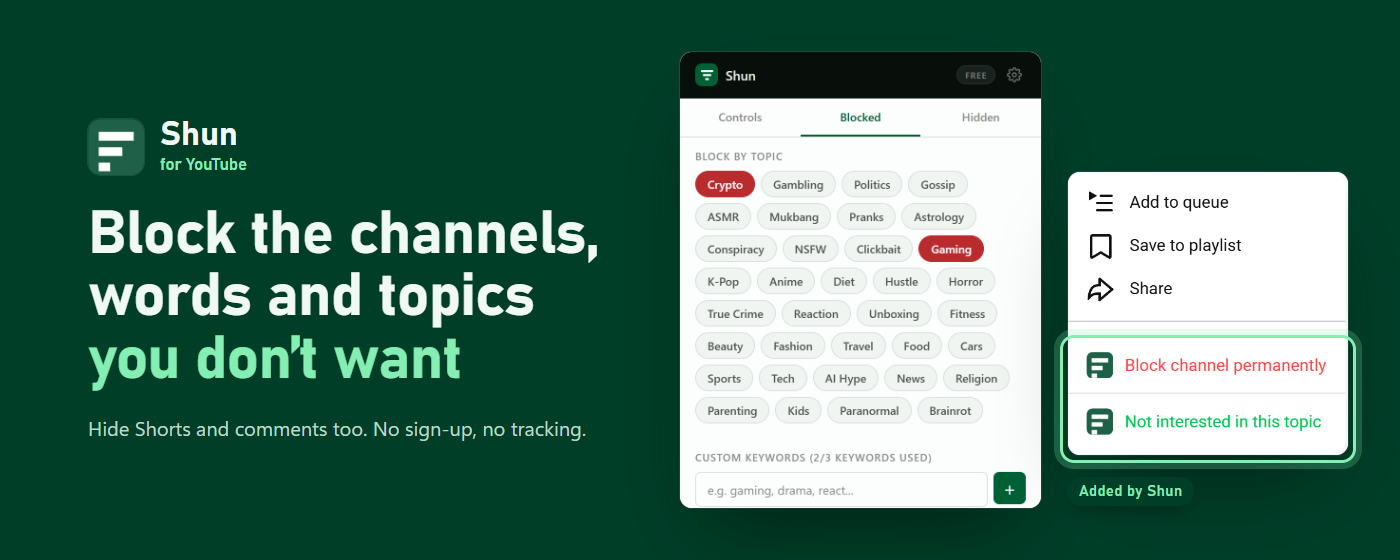 Shun
for YouTube
Block the channels,
words and topics
you don’t want
Hide Shorts and comments too. No sign-up, no tracking.
Shun
FREE
Controls
Blocked
Hidden
BLOCK BY TOPIC
Crypto
Gambling
Politics
Gossip
ASMR
Mukbang
Pranks
Astrology
Conspiracy
NSFW
Clickbait
Gaming
K-Pop
Anime
Diet
Hustle
Horror
True Crime
Reaction
Unboxing
Fitness
Beauty
Fashion
Travel
Food
Cars
Sports
Tech
AI Hype
News
Religion
Parenting
Kids
Paranormal
Brainrot
CUSTOM KEYWORDS (2/3 KEYWORDS USED)
e.g. gaming, drama, react...
+
Add to queue
Save to playlist
Share
Block channel permanently
Not interested in this topic
Added by Shun